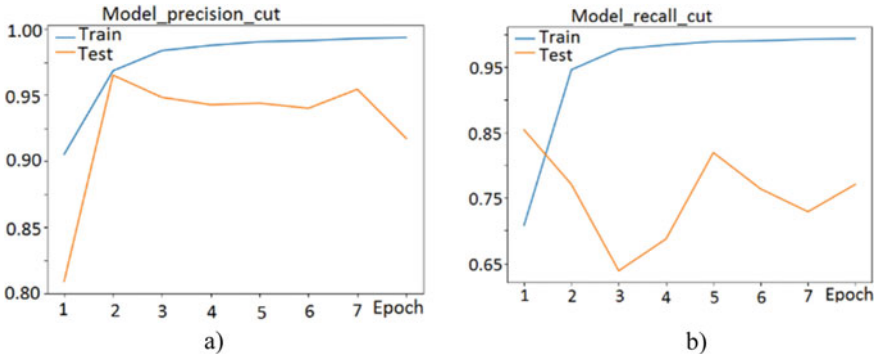 Model_precision_cut
Train
Test
1.00
0.95
0.90
0.85
0.80
1 2 3 4 5 6 7 Epoch
a)
Model_recall_cut
Train
Test
0.95
0.85
0.75
0.65
1 2 3 4 5 6 7 Epoch
b)